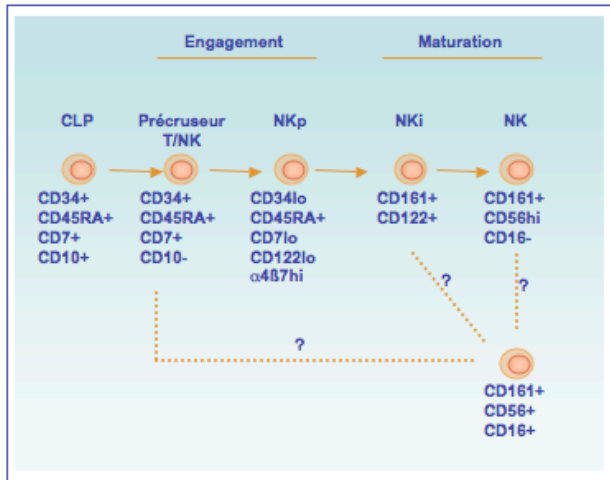 Engagement
Maturation
CLP
Précruseur
T/NK
NKp
NKi
NK
CD34+
CD45RA+
CD7+
CD10+
CD34+
CD45RA+
CD7+
CD10-
CD34lo
CD45RA+
CD7lo
CD122lo
α4ß7hi
CD161+
CD122+
CD161+
CD56hi
CD16-
?
?
?
CD161+
CD56+
CD16+